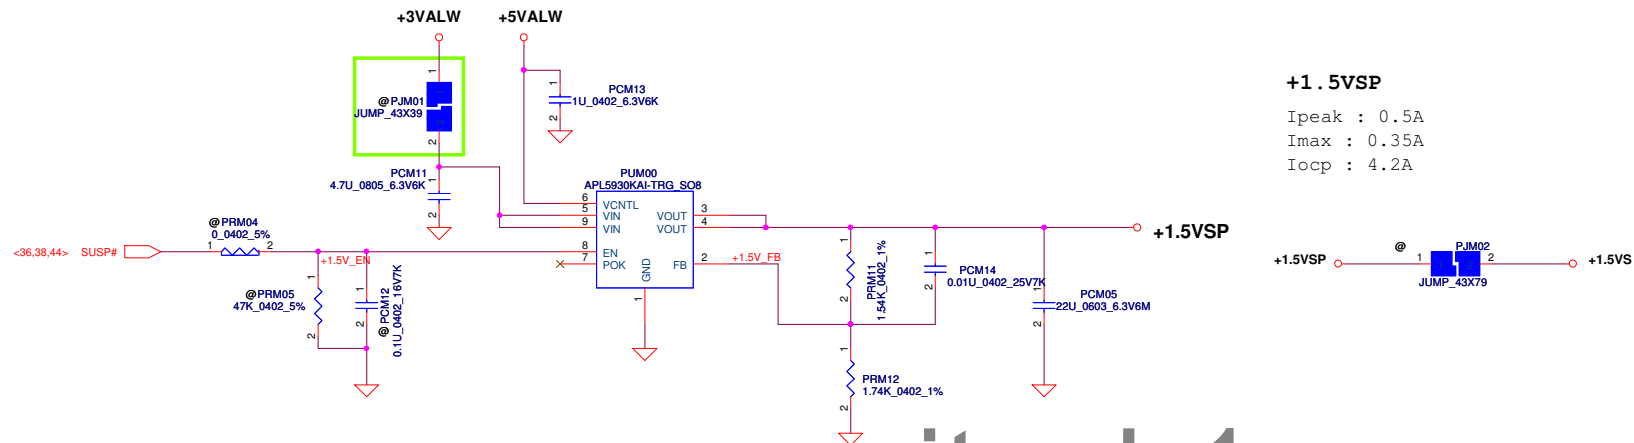 +3VALW
+5VALW
1
@PJM01
JUMP_43X39
2
1
PCM13
1U_0402_6.3V6K
2
PCM11
4.7U_0805_6.3V6K
1
2
PUM00
APL5930KAI-TRG_SO8
6 VCNTL
5 VIN
9 VIN
8 EN
7 POK
GND
1
VOUT 3
VOUT 4
FB 2
+1.5V_FB
@PRM04
0_0402_5%
<36,38,44> SUSP#
1 2
+1.5V_EN
1
@PRM05
47K_0402_5%
2
1
@PCM12
0.1U_0402_16V7K
2
1
PRM11
1.54K_0402_1%
2
1
PCM14
0.01U_0402_25V7K
2
1
PCM05
22U_0603_6.3V6M
2
+1.5VSP
1
PRM12
1.74K_0402_1%
2
+1.5VSP
Ipeak : 0.5A
Imax : 0.35A
Iocp : 4.2A
@ PJM02
+1.5VSP 1 2 +1.5VS
JUMP_43X79